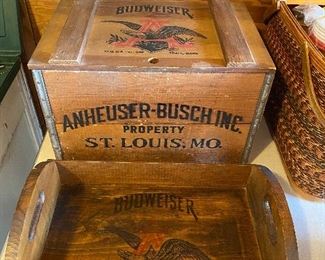 BUDWEISER
ANHEUSER-BUSCH INC.
PROPERTY
ST. LOUIS, MO.
BUDWEISER